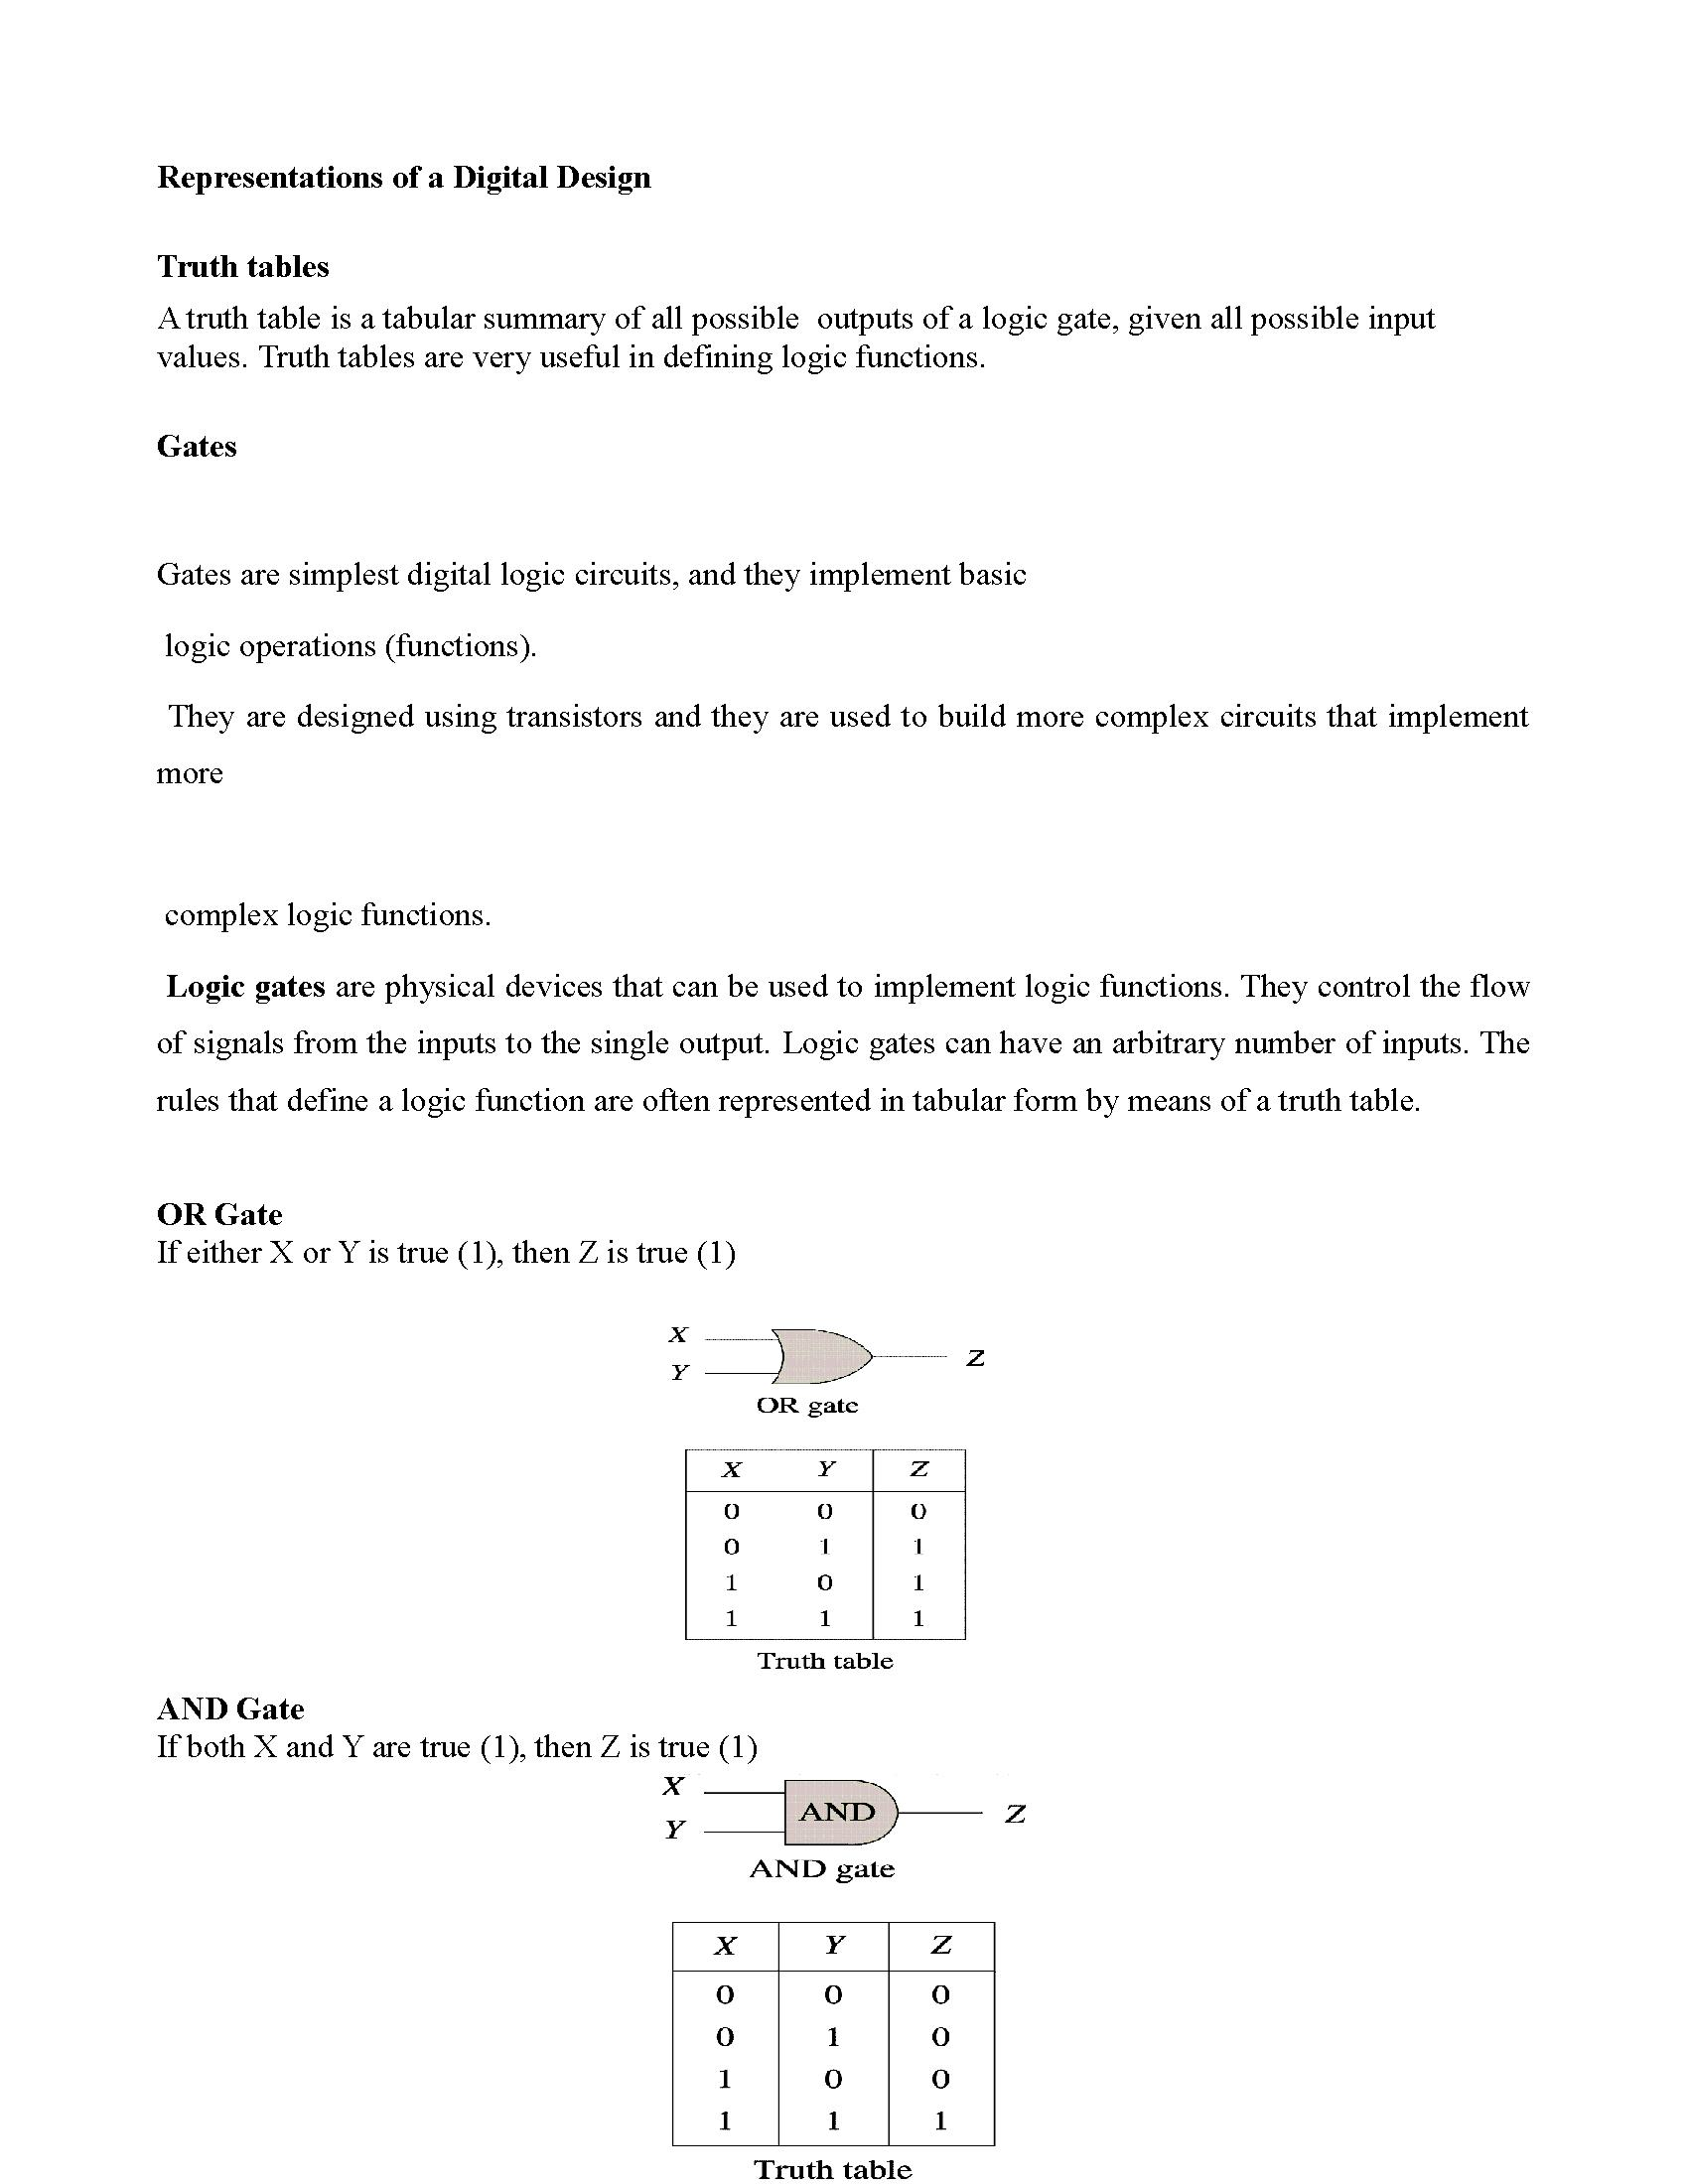 Representations of a Digital Design
Truth tables
A truth table is a tabular summary of all possible  outputs of a logic gate, given all possible input
values. Truth tables are very useful in defining logic functions.
Gates
Gates are simplest digital logic circuits, and they implement basic
logic operations (functions).
They are designed using transistors and they are used to build more complex circuits that implement
more
complex logic functions.
Logic gates are physical devices that can be used to implement logic functions. They control the flow
of signals from the inputs to the single output. Logic gates can have an arbitrary number of inputs. The
rules that define a logic function are often represented in tabular form by means of a truth table.
OR Gate
If either X or Y is true (1), then Z is true (1)
X
Y
Z
OR gate
X Y Z
0 0 0
0 1 1
1 0 1
1 1 1
Truth table
AND Gate
If both X and Y are true (1), then Z is true (1)
X
AND
Y
Z
AND gate
X Y Z
0 0 0
0 1 0
1 0 0
1 1 1
Truth table